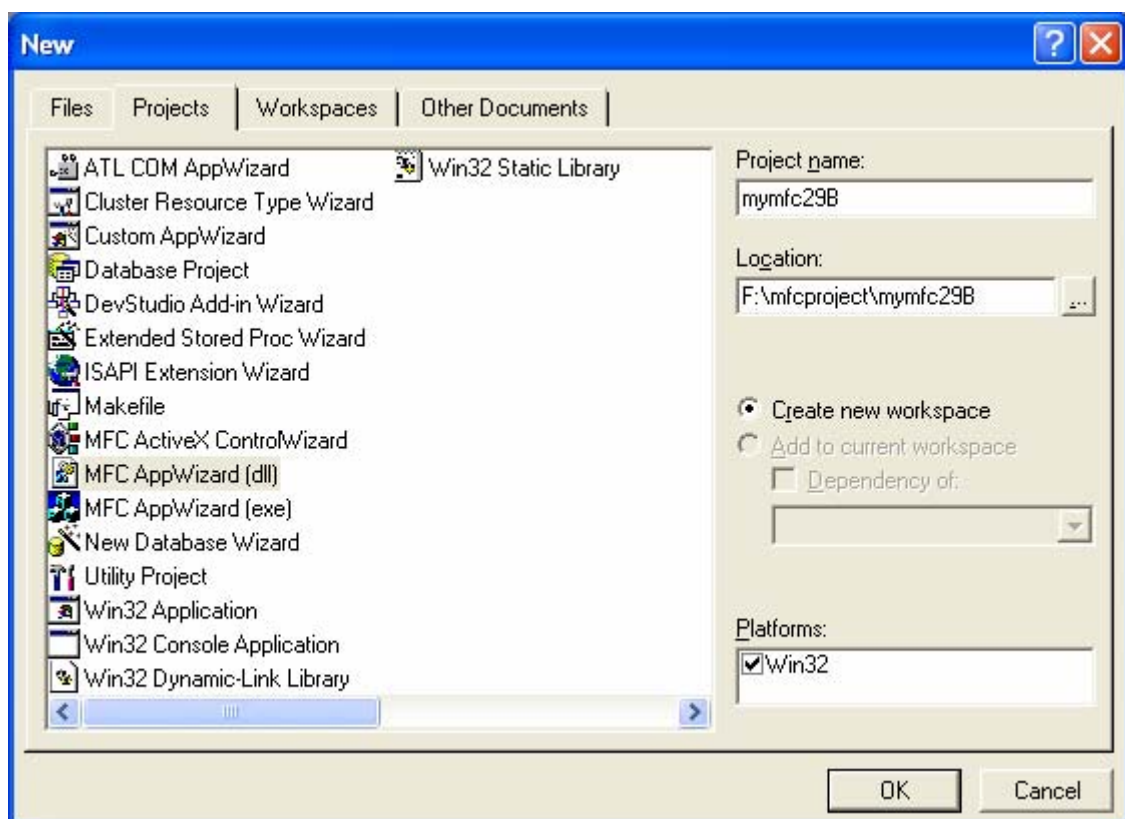 New
Files Projects Workspaces Other Documents
ATL COM AppWizard
Cluster Resource Type Wizard
Custom AppWizard
Database Project
DevStudio Add-in Wizard
Extended Stored Proc Wizard
ISAPI Extension Wizard
Makefile
MFC ActiveX ControlWizard
MFC AppWizard (dll)
MFC AppWizard (exe)
New Database Wizard
Utility Project
Win32 Application
Win32 Console Application
Win32 Dynamic-Link Library
Win32 Static Library
Project name:
mymfc29B
Location:
F:\mfcproject\mymfc29B
...
Create new workspace
Add to current workspace
Dependency of:
Platforms:
Win32
OK Cancel